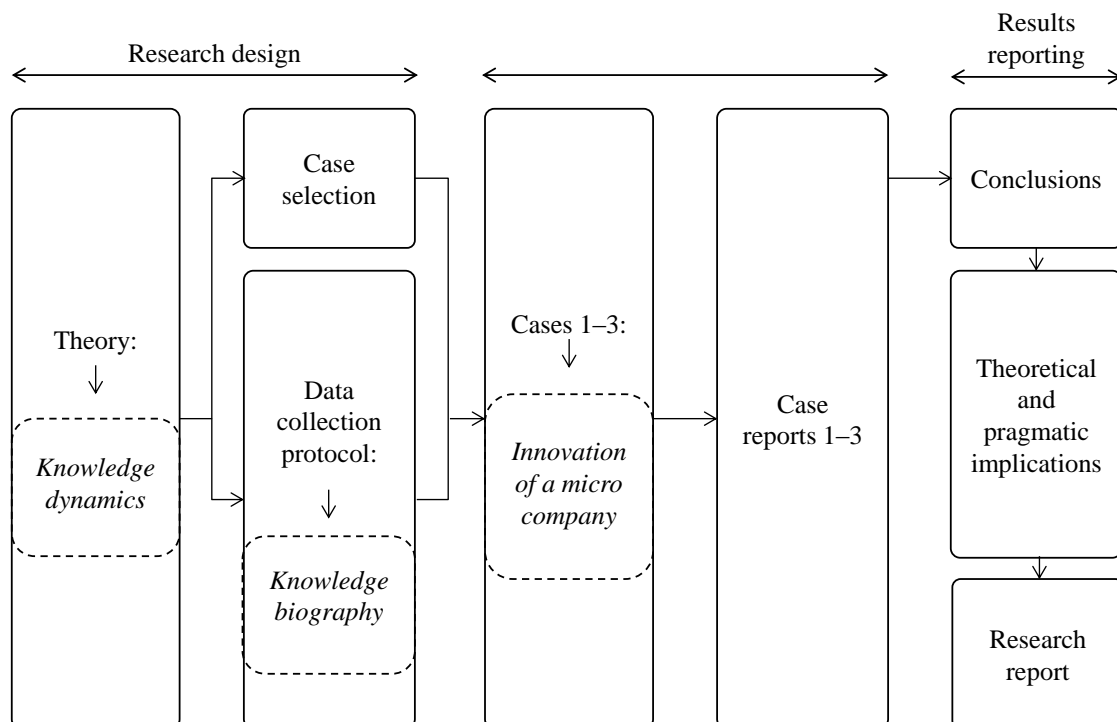 Research design
Results
reporting
Theory:
Knowledge
dynamics
Case
selection
Data
collection
protocol:
Knowledge
biography
Cases 1–3:
Innovation
of a micro
company
Case
reports 1–3
Conclusions
Theoretical
and
pragmatic
implications
Research
report